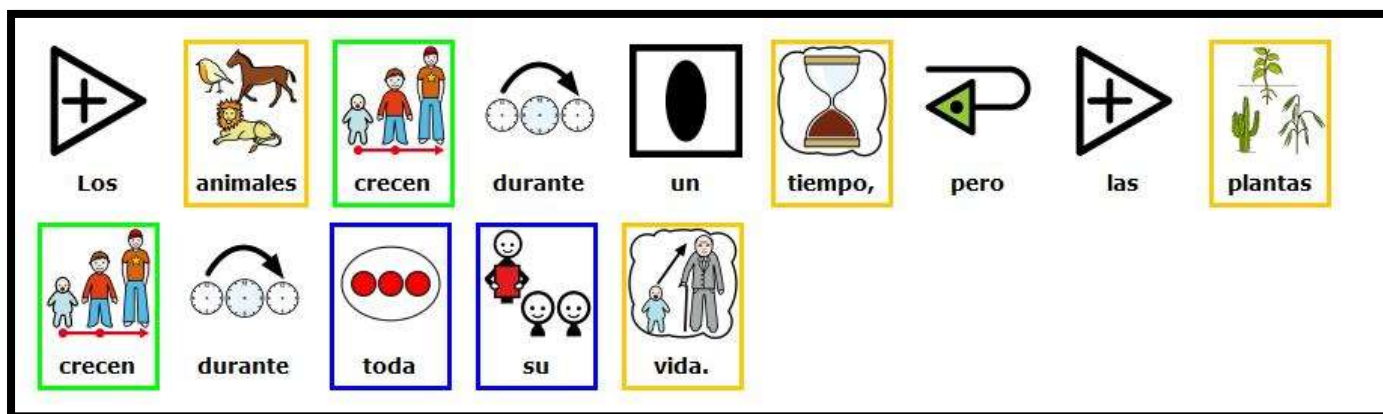 Los animales crecen durante un tiempo, pero las plantas
crecen durante toda su vida.